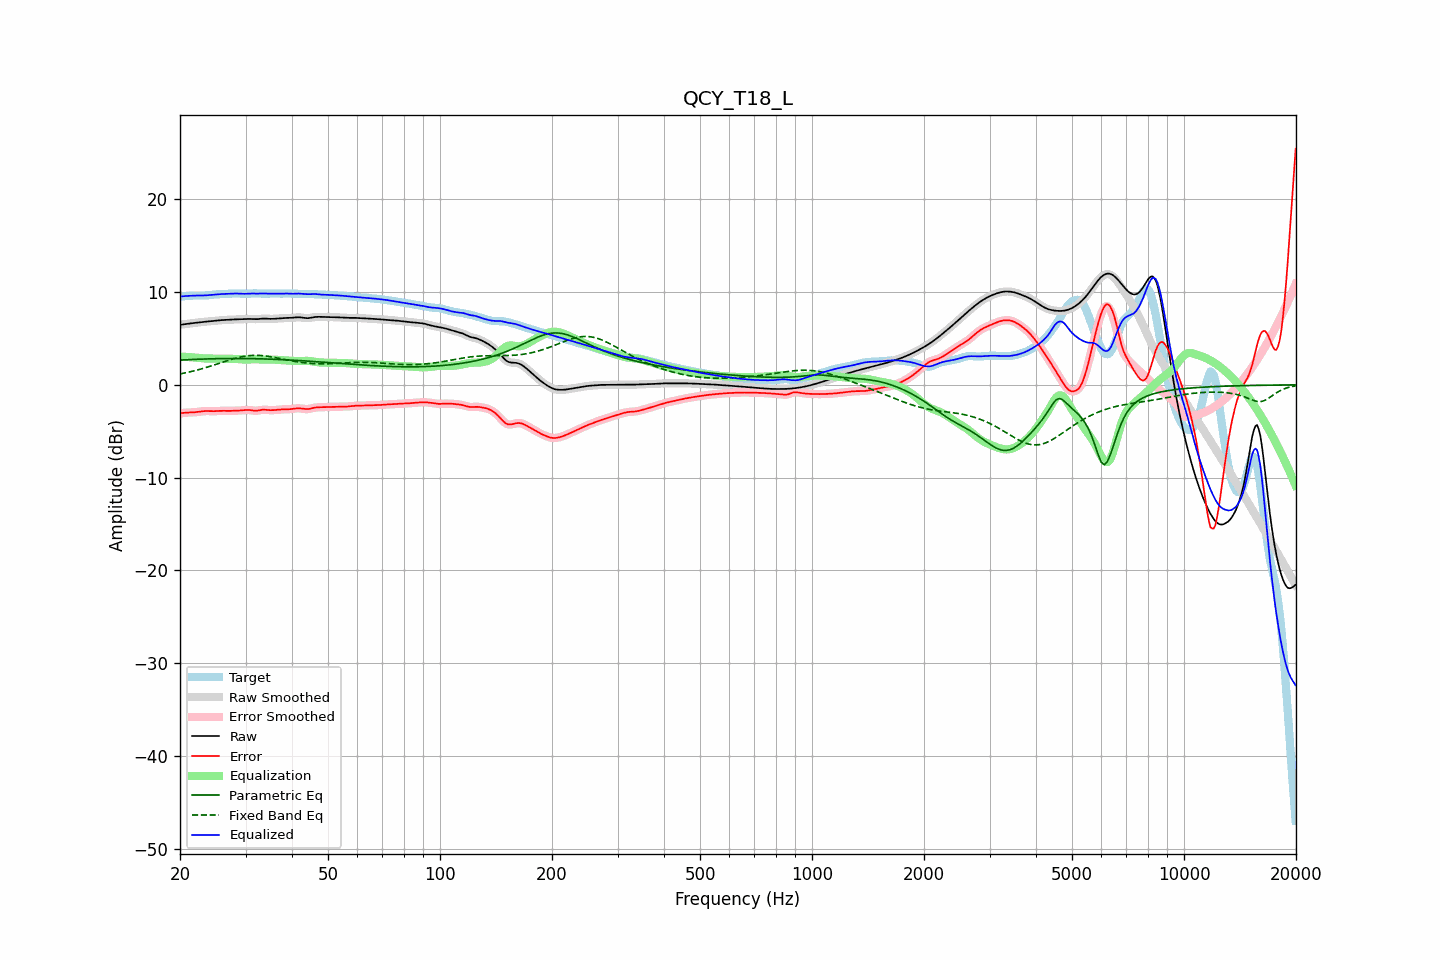 QCY_T18_L
Amplitude (dBr)
20
10
0
−10
−20
−30
−40
−50
Target
Raw Smoothed
Error Smoothed
Raw
Error
Equalization
Parametric Eq
Fixed Band Eq
Equalized
20 50 100 200 500 1000 2000 5000 10000 20000
Frequency (Hz)